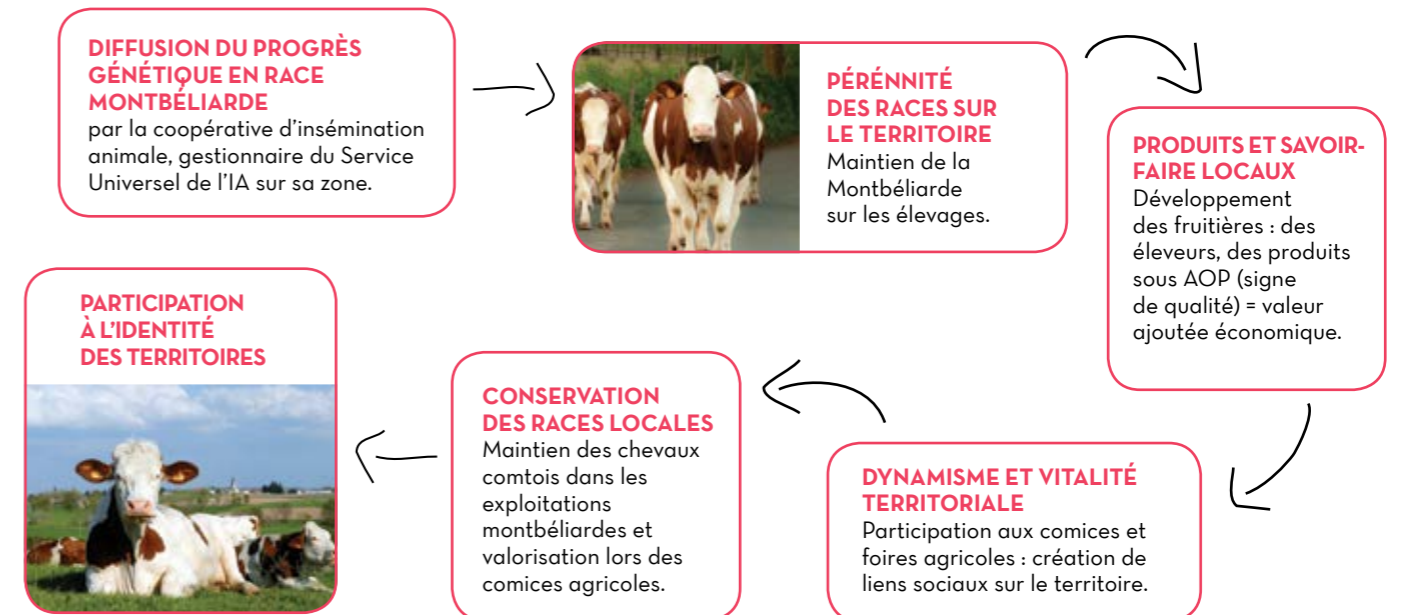 DIFFUSION DU PROGRÈS
GÉNÉTIQUE EN RACE
MONTBÉLIARDE
par la coopérative d'insémination
animale, gestionnaire du Service
Universel de l'IA sur sa zone.
PÉRÉNNITÉ
DES RACES SUR
LE TERRITOIRE
Maintien de la
Montbéliarde
sur les élevages.
PRODUITS ET SAVOIR-
FAIRE LOCAUX
Développement
des fruitières : des
éleveurs, des produits
sous AOP (signe
de qualité) = valeur
ajoutée économique.
DYNAMISME ET VITALITÉ
TERRITORIALE
Participation aux comices et
foires agricoles : création de
liens sociaux sur le territoire.
CONSERVATION
DES RACES LOCALES
Maintien des chevaux
comtois dans les
exploitations
montbéliardes et
valorisation lors des
comices agricoles.
PARTICIPATION
À L'IDENTITÉ
DES TERRITOIRES